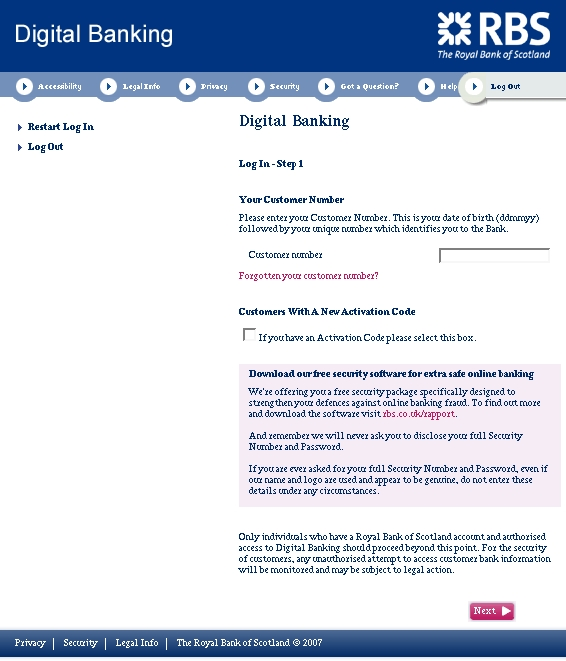 Digital Banking
RBS
The Royal Bank of Scotland
Accessibility
Legal Info
Privacy
Security
Got a Question?
Help
Log Out
Restart Log In
Log Out
Digital Banking
Log In - Step 1
Your Customer Number
Please enter your Customer Number. This is your date of birth (ddmmyy)
followed by your unique number which identifies you to the Bank.
Customer number
Forgotten your customer number?
Customers With A New Activation Code
If you have an Activation Code please select this box.
Download our free security software for extra safe online banking
We're offering you a free security package specifically designed to
strengthen your defences against online banking fraud. To find out more
and download the software visit rbs.co.uk/rapport.
And remember we will never ask you to disclose your full Security
Number and Password.
If you are ever asked for your full Security Number and Password, even if
our name and logo are used and appear to be genuine, do not enter these
details under any circumstances.
Only individuals who have a Royal Bank of Scotland account and authorised
access to Digital Banking should proceed beyond this point. For the security
of customers, any unauthorised attempt to access customer bank information
will be monitored and may be subject to legal action.
Next
Privacy | Security | Legal Info | The Royal Bank of Scotland © 2007